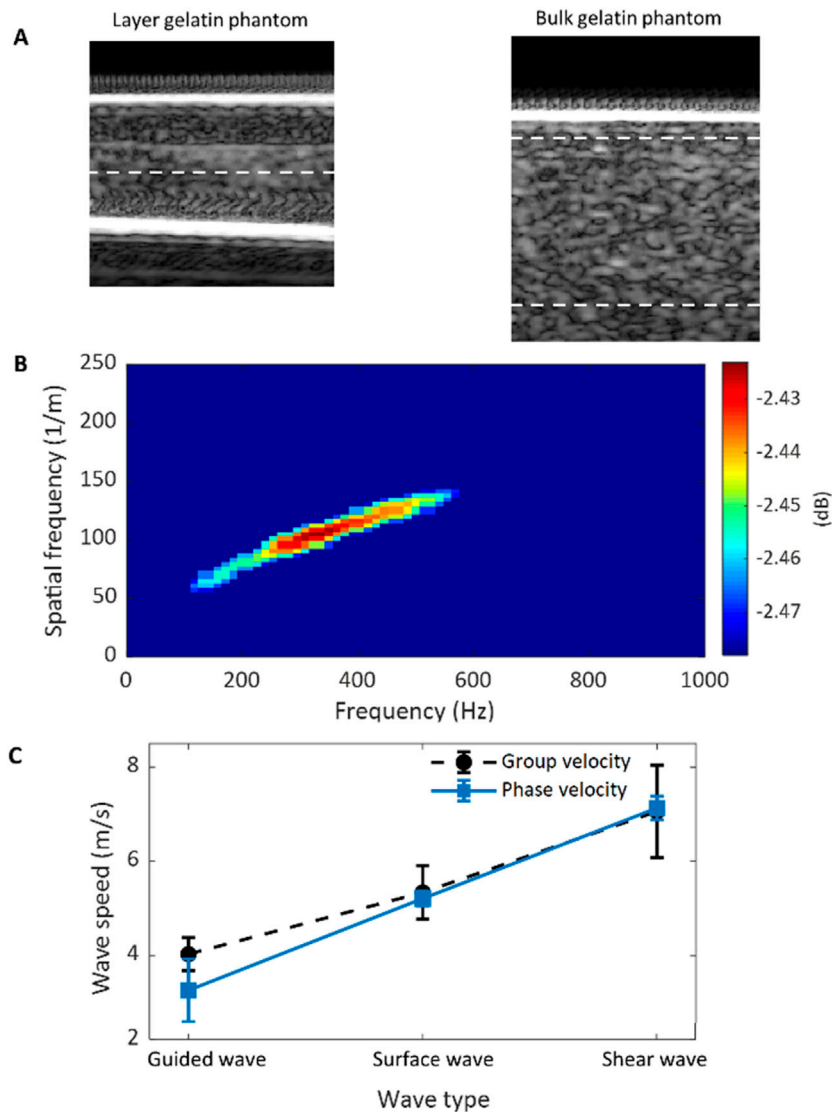 Layer gelatin phantom
Bulk gelatin phantom
A
B
250
200
150
100
50
0
Spatial frequency (1/m)
0
200
400
600
800
1000
Frequency (Hz)
-2.43
-2.44
-2.45
-2.46
-2.47
(dB)
C
8
6
4
2
Wave speed (m/s)
Group velocity
Phase velocity
Guided wave
Surface wave
Shear wave
Wave type